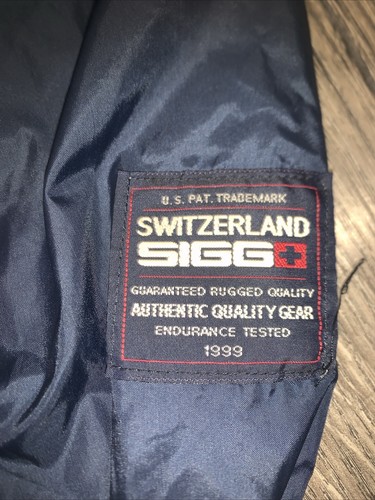 U.S. PAT. TRADEMARK
SWITZERLAND
SIGG
GUARANTEED RUGGED QUALITY
AUTHENTIC QUALITY GEAR
ENDURANCE TESTED
1999